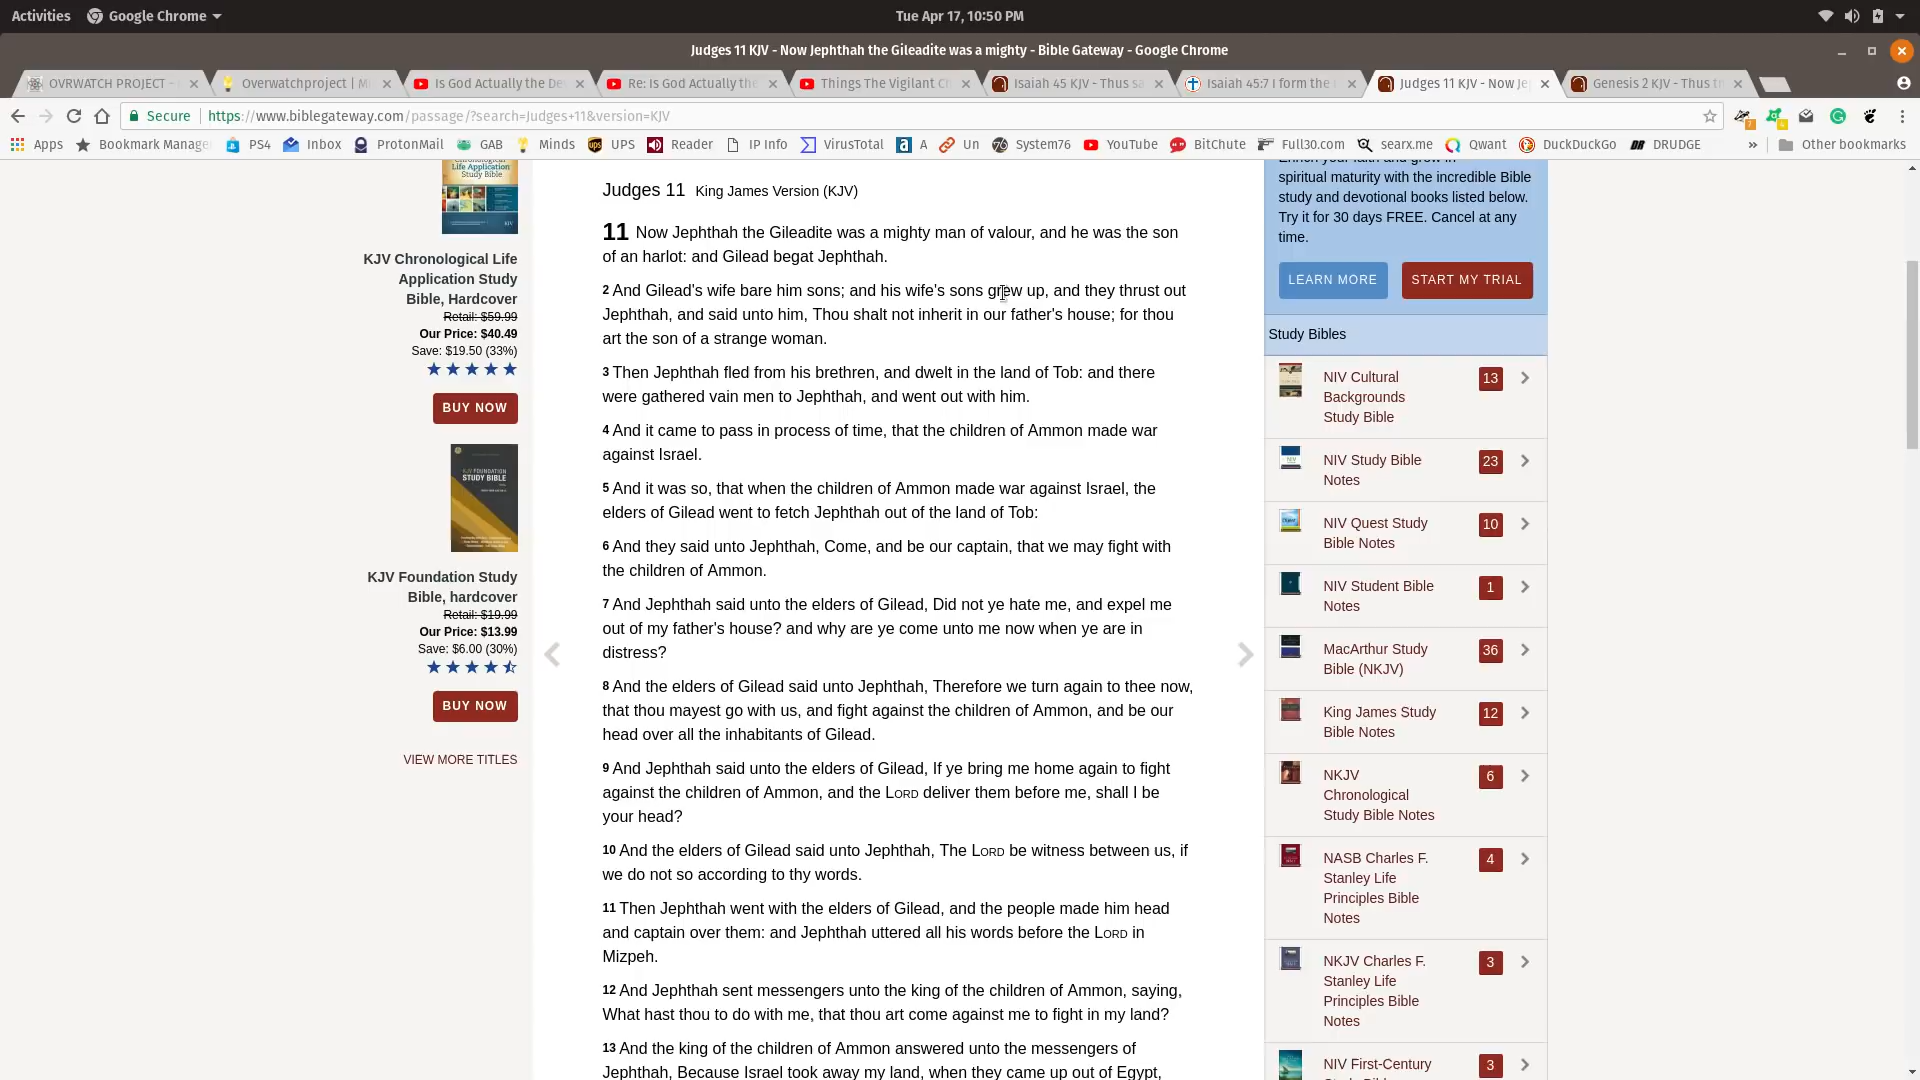 Activities Google Chrome Tue Apr 17, 10:50 PM
Judges 11 KJV - Now Jephthah the Gileadite was a mighty - Bible Gateway - Google Chrome
OVRWATCH PROJECT - Overwatchproject | M Is God Actually the De Re: Is God Actually the Things The Vigilant C Isaiah 45 KJV - Thus sa Isaiah 45:7 I form the Judges 11 KJV - Now Je Genesis 2 KJV - Thus t
Secure https://www.biblegateway.com/passage/?search=Judges+11&version=KJV
Apps Bookmark Manage PS4 Inbox ProtonMail GAB Minds UPS Reader IP Info VirusTotal A Un System76 YouTube BitChute Full30.com searx.me Qwant DuckDuckGo DRUDGE » Other bookmarks
Chronological
Life Application
Study Bible
KJV Chronological Life
Application Study
Bible, Hardcover
Retail: $59.99
Our Price: $40.49
Save: $19.50 (33%)
BUY NOW
KJV FOUNDATION
STUDY BIBLE
KJV Foundation Study
Bible, hardcover
Retail: $19.99
Our Price: $13.99
Save: $6.00 (30%)
BUY NOW
VIEW MORE TITLES
Judges 11 King James Version (KJV)
11 Now Jephthah the Gileadite was a mighty man of valour, and he was the son
of an harlot: and Gilead begat Jephthah.
2 And Gilead's wife bare him sons; and his wife's sons grew up, and they thrust out
Jephthah, and said unto him, Thou shalt not inherit in our father's house; for thou
art the son of a strange woman.
3 Then Jephthah fled from his brethren, and dwelt in the land of Tob: and there
were gathered vain men to Jephthah, and went out with him.
4 And it came to pass in process of time, that the children of Ammon made war
against Israel.
5 And it was so, that when the children of Ammon made war against Israel, the
elders of Gilead went to fetch Jephthah out of the land of Tob:
6 And they said unto Jephthah, Come, and be our captain, that we may fight with
the children of Ammon.
7 And Jephthah said unto the elders of Gilead, Did not ye hate me, and expel me
out of my father's house? and why are ye come unto me now when ye are in
distress?
8 And the elders of Gilead said unto Jephthah, Therefore we turn again to thee now,
that thou mayest go with us, and fight against the children of Ammon, and be our
head over all the inhabitants of Gilead.
9 And Jephthah said unto the elders of Gilead, If ye bring me home again to fight
against the children of Ammon, and the LORD deliver them before me, shall I be
your head?
10 And the elders of Gilead said unto Jephthah, The LORD be witness between us, if
we do not so according to thy words.
11 Then Jephthah went with the elders of Gilead, and the people made him head
and captain over them: and Jephthah uttered all his words before the LORD in
Mizpeh.
12 And Jephthah sent messengers unto the king of the children of Ammon, saying,
What hast thou to do with me, that thou art come against me to fight in my land?
13 And the king of the children of Ammon answered unto the messengers of
Jephthah, Because Israel took away my land, when they came up out of Egypt,
Enrich your faith and grow in
spiritual maturity with the incredible Bible
study and devotional books listed below.
Try it for 30 days FREE. Cancel at any
time.
LEARN MORE START MY TRIAL
Study Bibles
NIV Cultural
Backgrounds
Study Bible
13
NIV Study Bible
Notes
23
NIV Quest Study
Bible Notes
10
NIV Student Bible
Notes
1
MacArthur Study
Bible (NKJV)
36
King James Study
Bible Notes
12
NKJV
Chronological
Study Bible Notes
6
NASB Charles F.
Stanley Life
Principles Bible
Notes
4
NKJV Charles F.
Stanley Life
Principles Bible
Notes
3
NIV First-Century
3